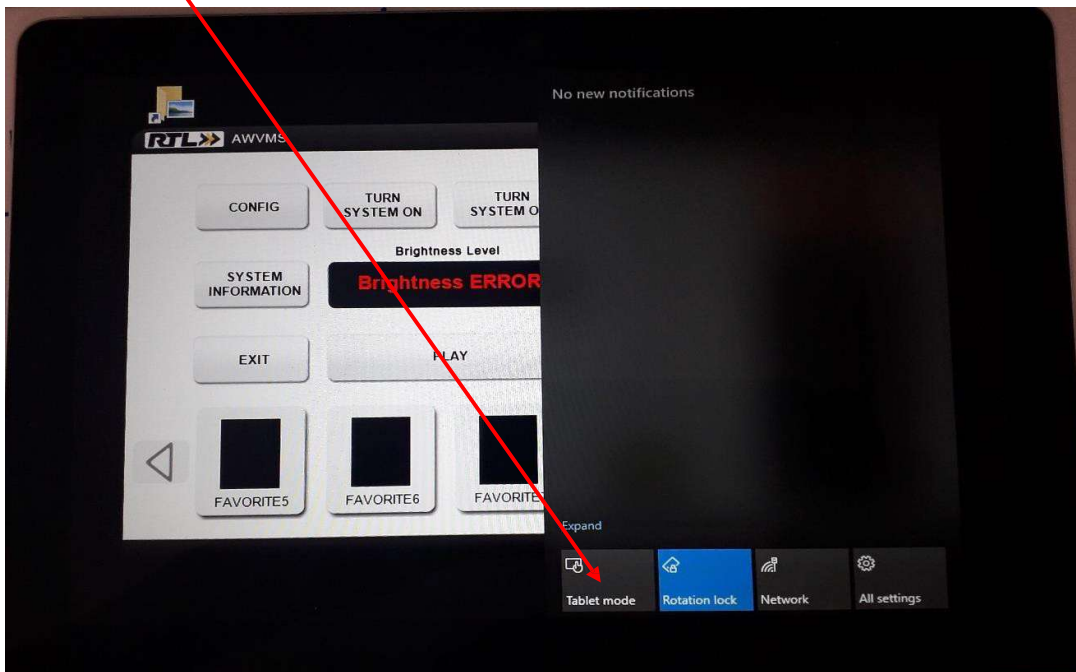 No new notifications
RTL AWVMS
CONFIG
TURN
SYSTEM ON
TURN
SYSTEM O
Brightness Level
SYSTEM
INFORMATION
Brightness ERROR
EXIT
PLAY
FAVORITE5
FAVORITE6
FAVORITE
Expand
Tablet mode
Rotation lock
Network
All settings